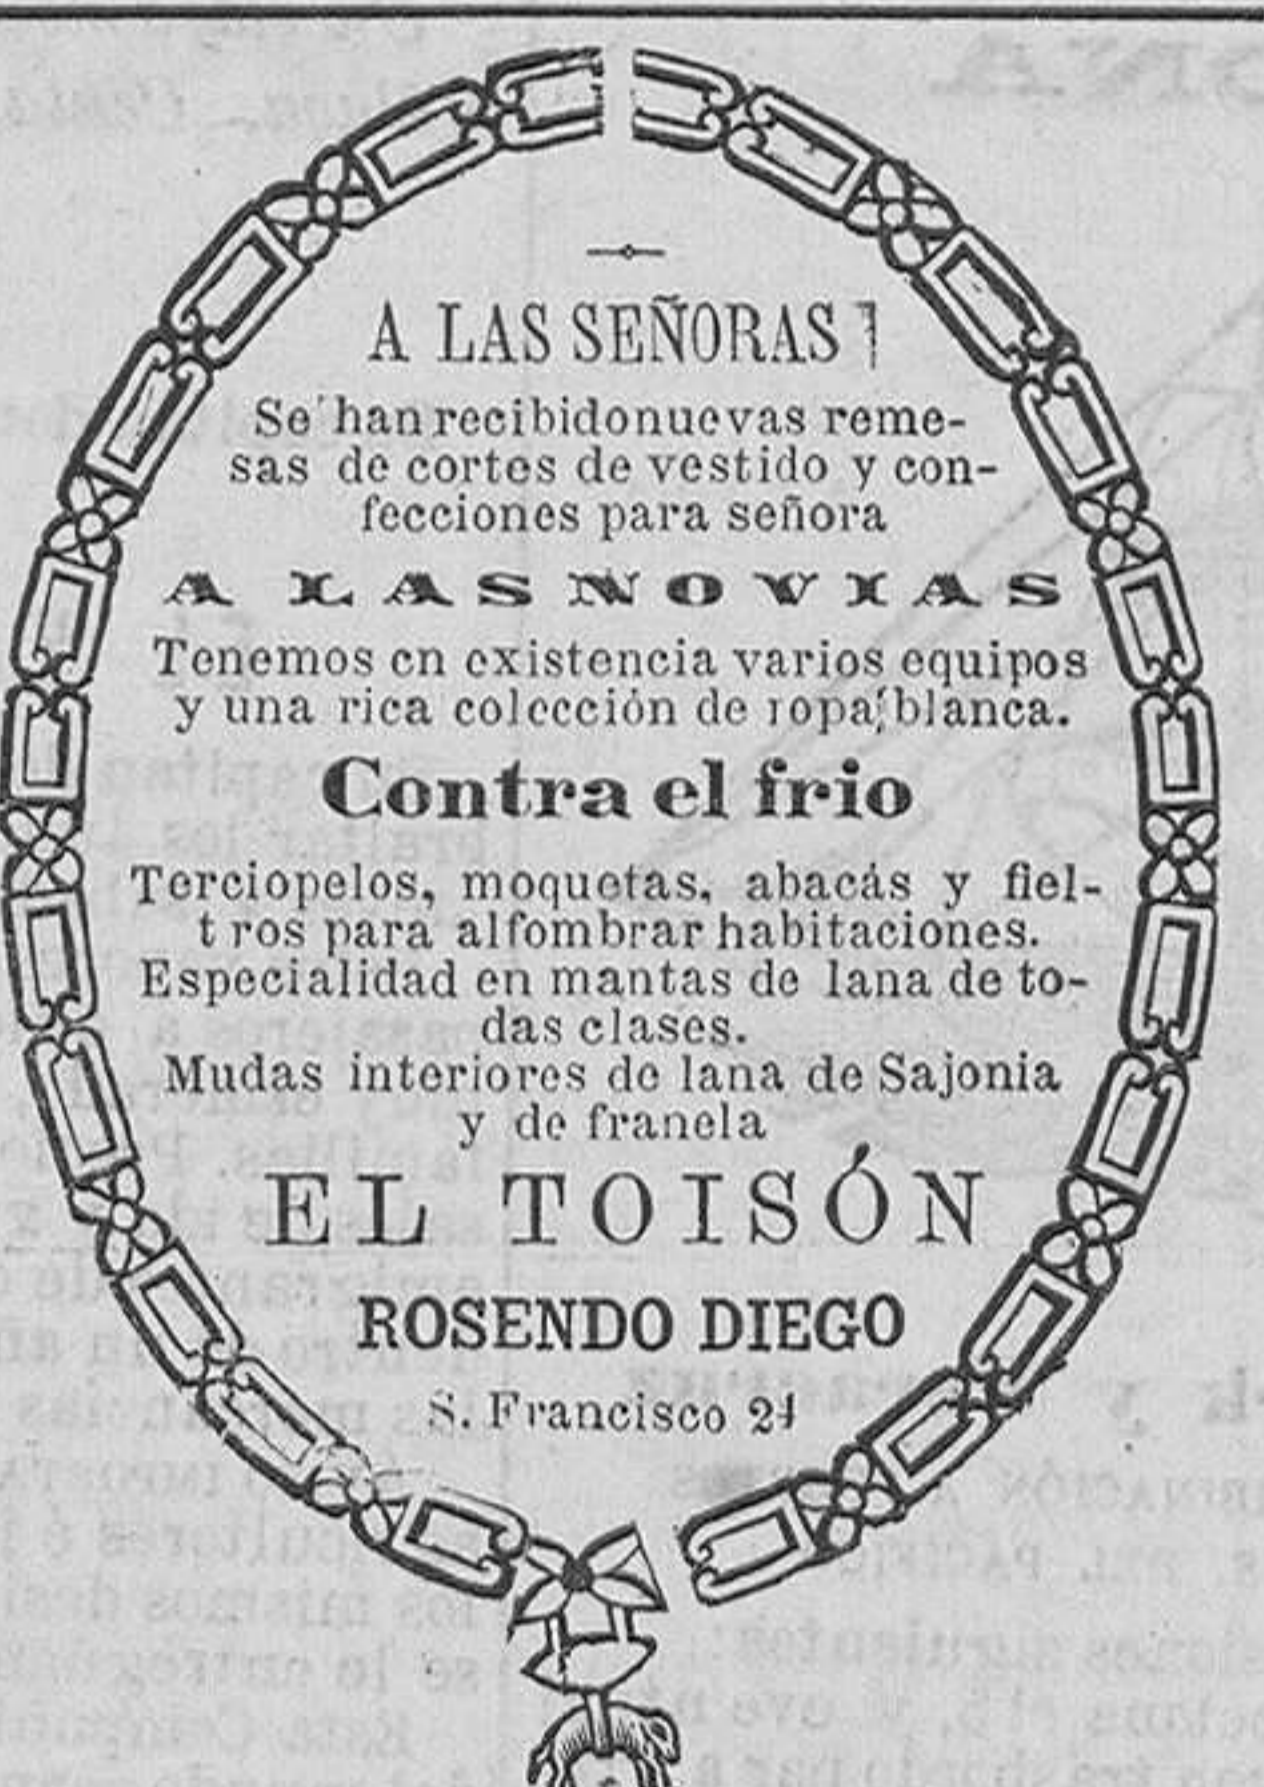 A LAS SEÑORAS
Se han recibido nuevas reme-
sas de cortes de vestido y con-
fecciones para señora
A LAS NOVIAS
Tenemos en existencia varios equipos
y una rica colección de ropa blanca.
Contra el frio
Terciopelos, moquetas, abacás y fiel-
tros para alfombrar habitaciones.
Especialidad en mantas de lana de to-
das clases.
Mudas interiores de lana de Sajonia
y de franela
EL TOISÓN
ROSENDO DIEGO
S. Francisco